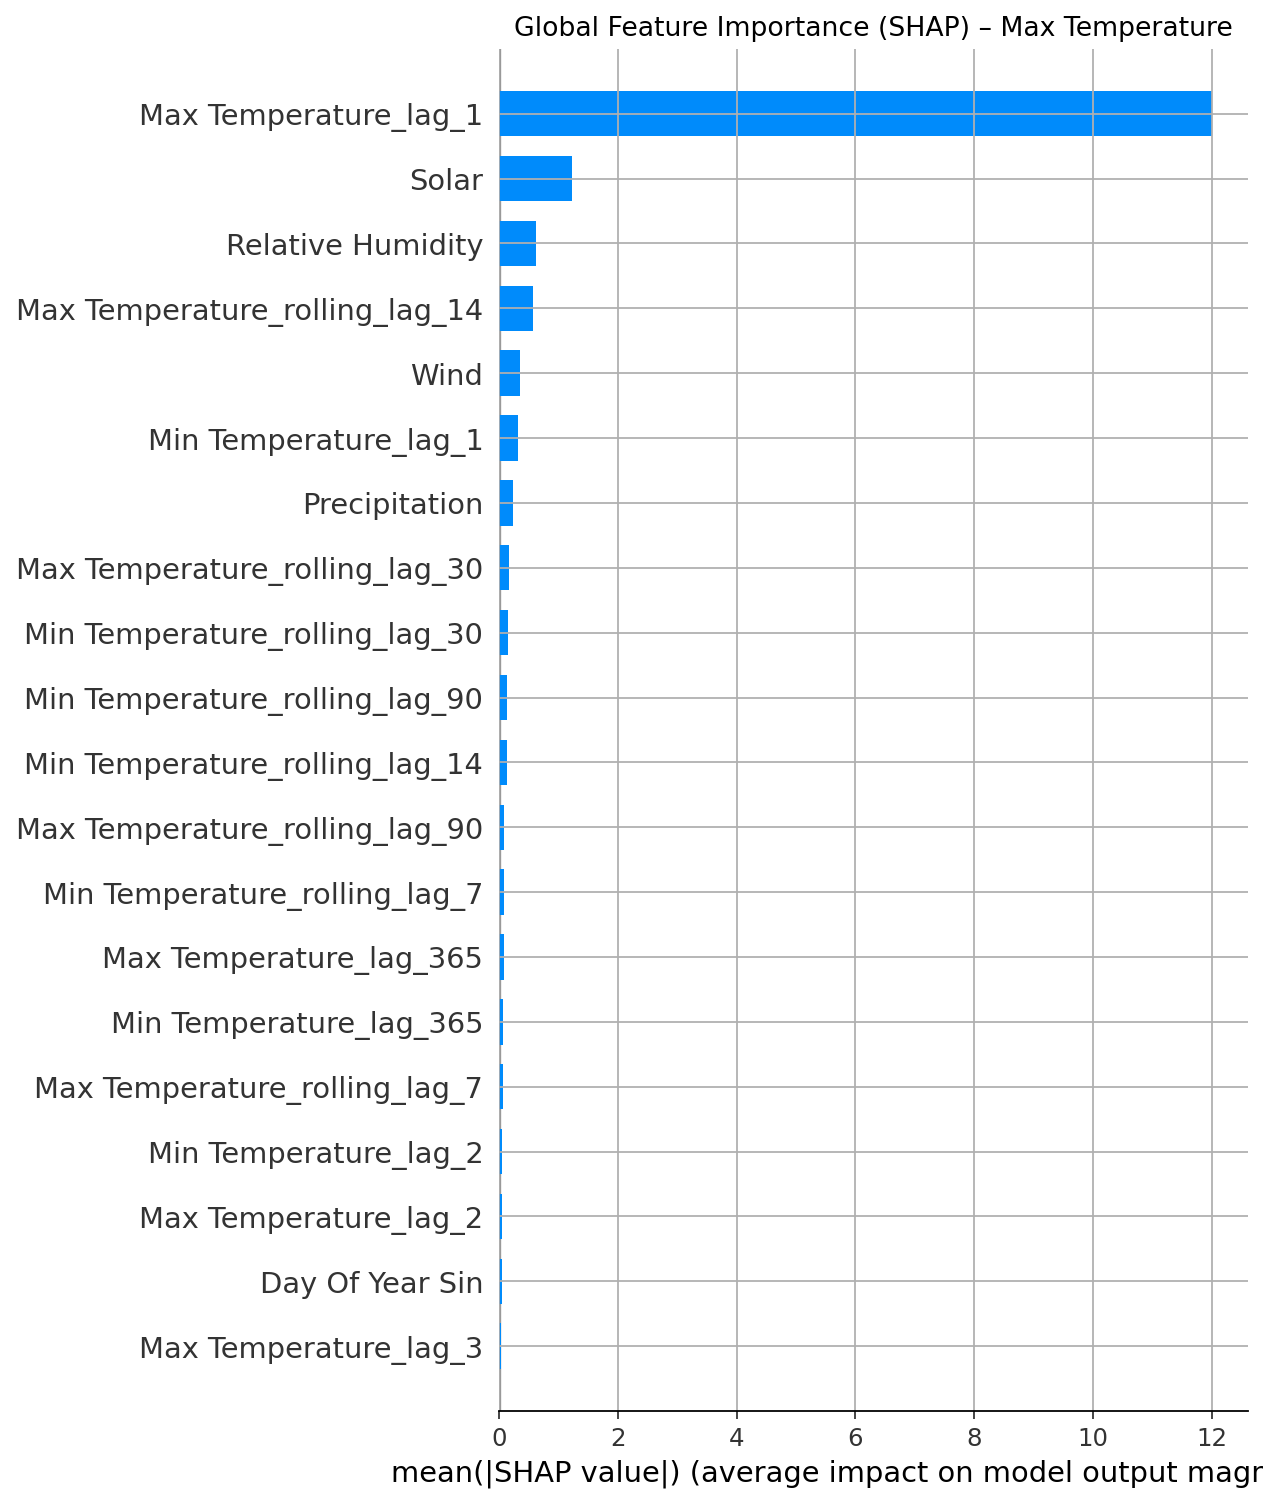 Global Feature Importance (SHAP) – Max Temperature
Max Temperature_lag_1
Solar
Relative Humidity
Max Temperature_rolling_lag_14
Wind
Min Temperature_lag_1
Precipitation
Max Temperature_rolling_lag_30
Min Temperature_rolling_lag_30
Min Temperature_rolling_lag_90
Min Temperature_rolling_lag_14
Max Temperature_rolling_lag_90
Min Temperature_rolling_lag_7
Max Temperature_lag_365
Min Temperature_lag_365
Max Temperature_rolling_lag_7
Min Temperature_lag_2
Max Temperature_lag_2
Day Of Year Sin
Max Temperature_lag_3
0 2 4 6 8 10 12
mean(|SHAP value|) (average impact on model output